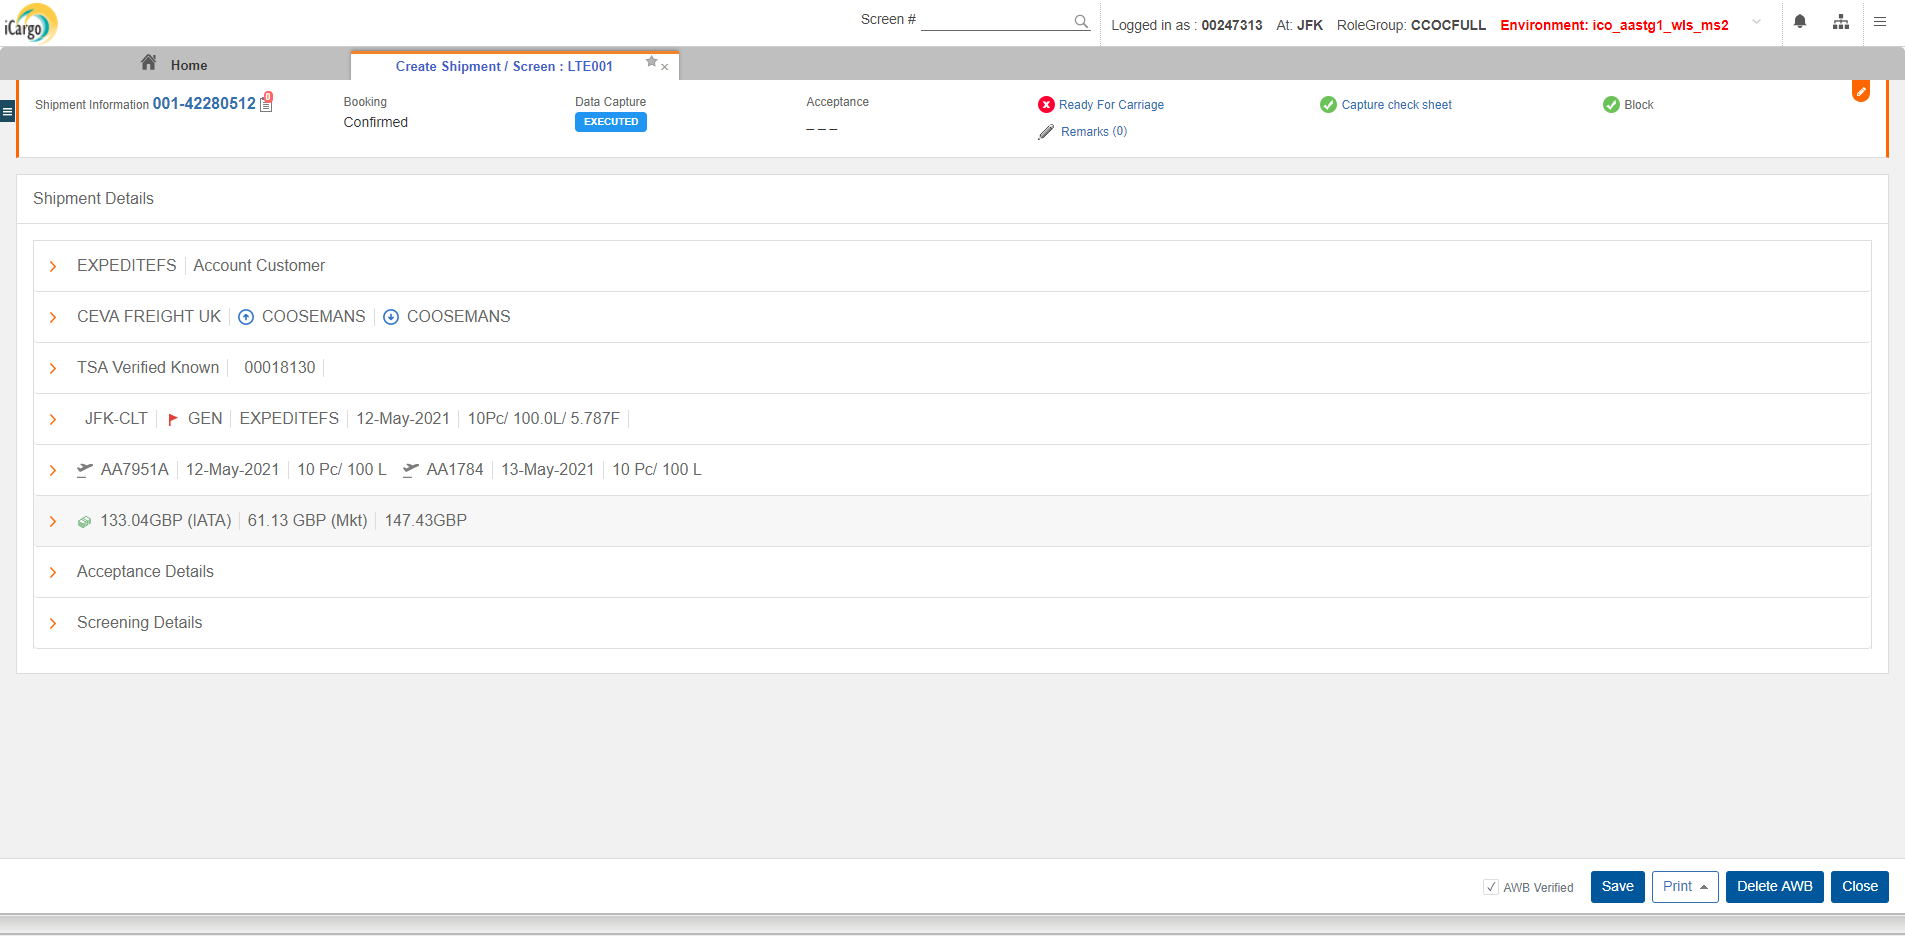 iCargo
Screen #
Logged in as : 00247313 At: JFK RoleGroup: CCOCFULL Environment: ico_aastg1_wls_ms2
Home
Create Shipment / Screen : LTE001
Shipment Information 001-42280512 0
Booking
Confirmed
Data Capture
EXECUTED
Acceptance
_ _ _
Ready For Carriage
Remarks (0)
Capture check sheet
Block
Shipment Details
EXPEDITEFS Account Customer
CEVA FREIGHT UK COOSEMANS COOSEMANS
TSA Verified Known 00018130
JFK-CLT GEN EXPEDITEFS 12-May-2021 10Pc/ 100.0L/ 5.787F
AA7951A 12-May-2021 10 Pc/ 100 L AA1784 13-May-2021 10 Pc/ 100 L
133.04GBP (IATA) 61.13 GBP (Mkt) 147.43GBP
Acceptance Details
Screening Details
AWB Verified Save Print Delete AWB Close